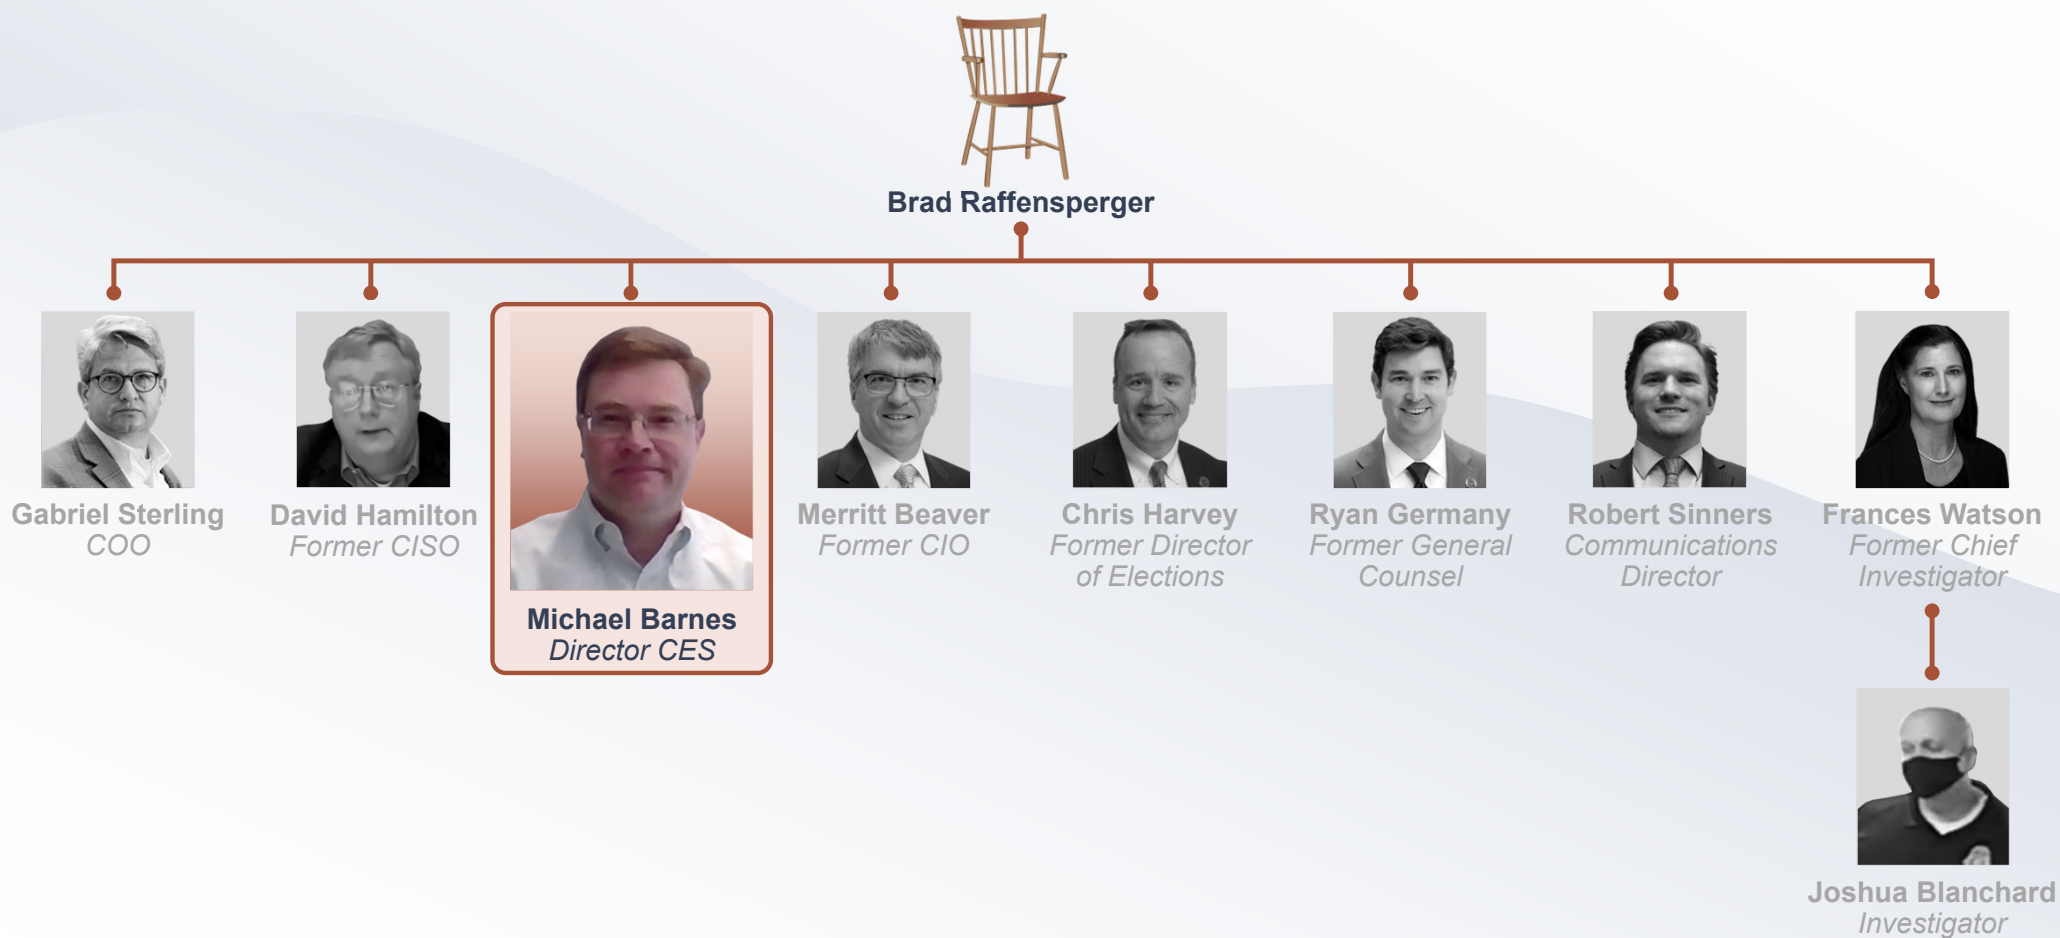 Brad Raffensperger
Gabriel Sterling
COO
David Hamilton
Former CISO
Michael Barnes
Director CES
Merritt Beaver
Former CIO
Chris Harvey
Former Director
of Elections
Ryan Germany
Former General
Counsel
Robert Sinners
Communications
Director
Frances Watson
Former Chief
Investigator
Joshua Blanchard
Investigator